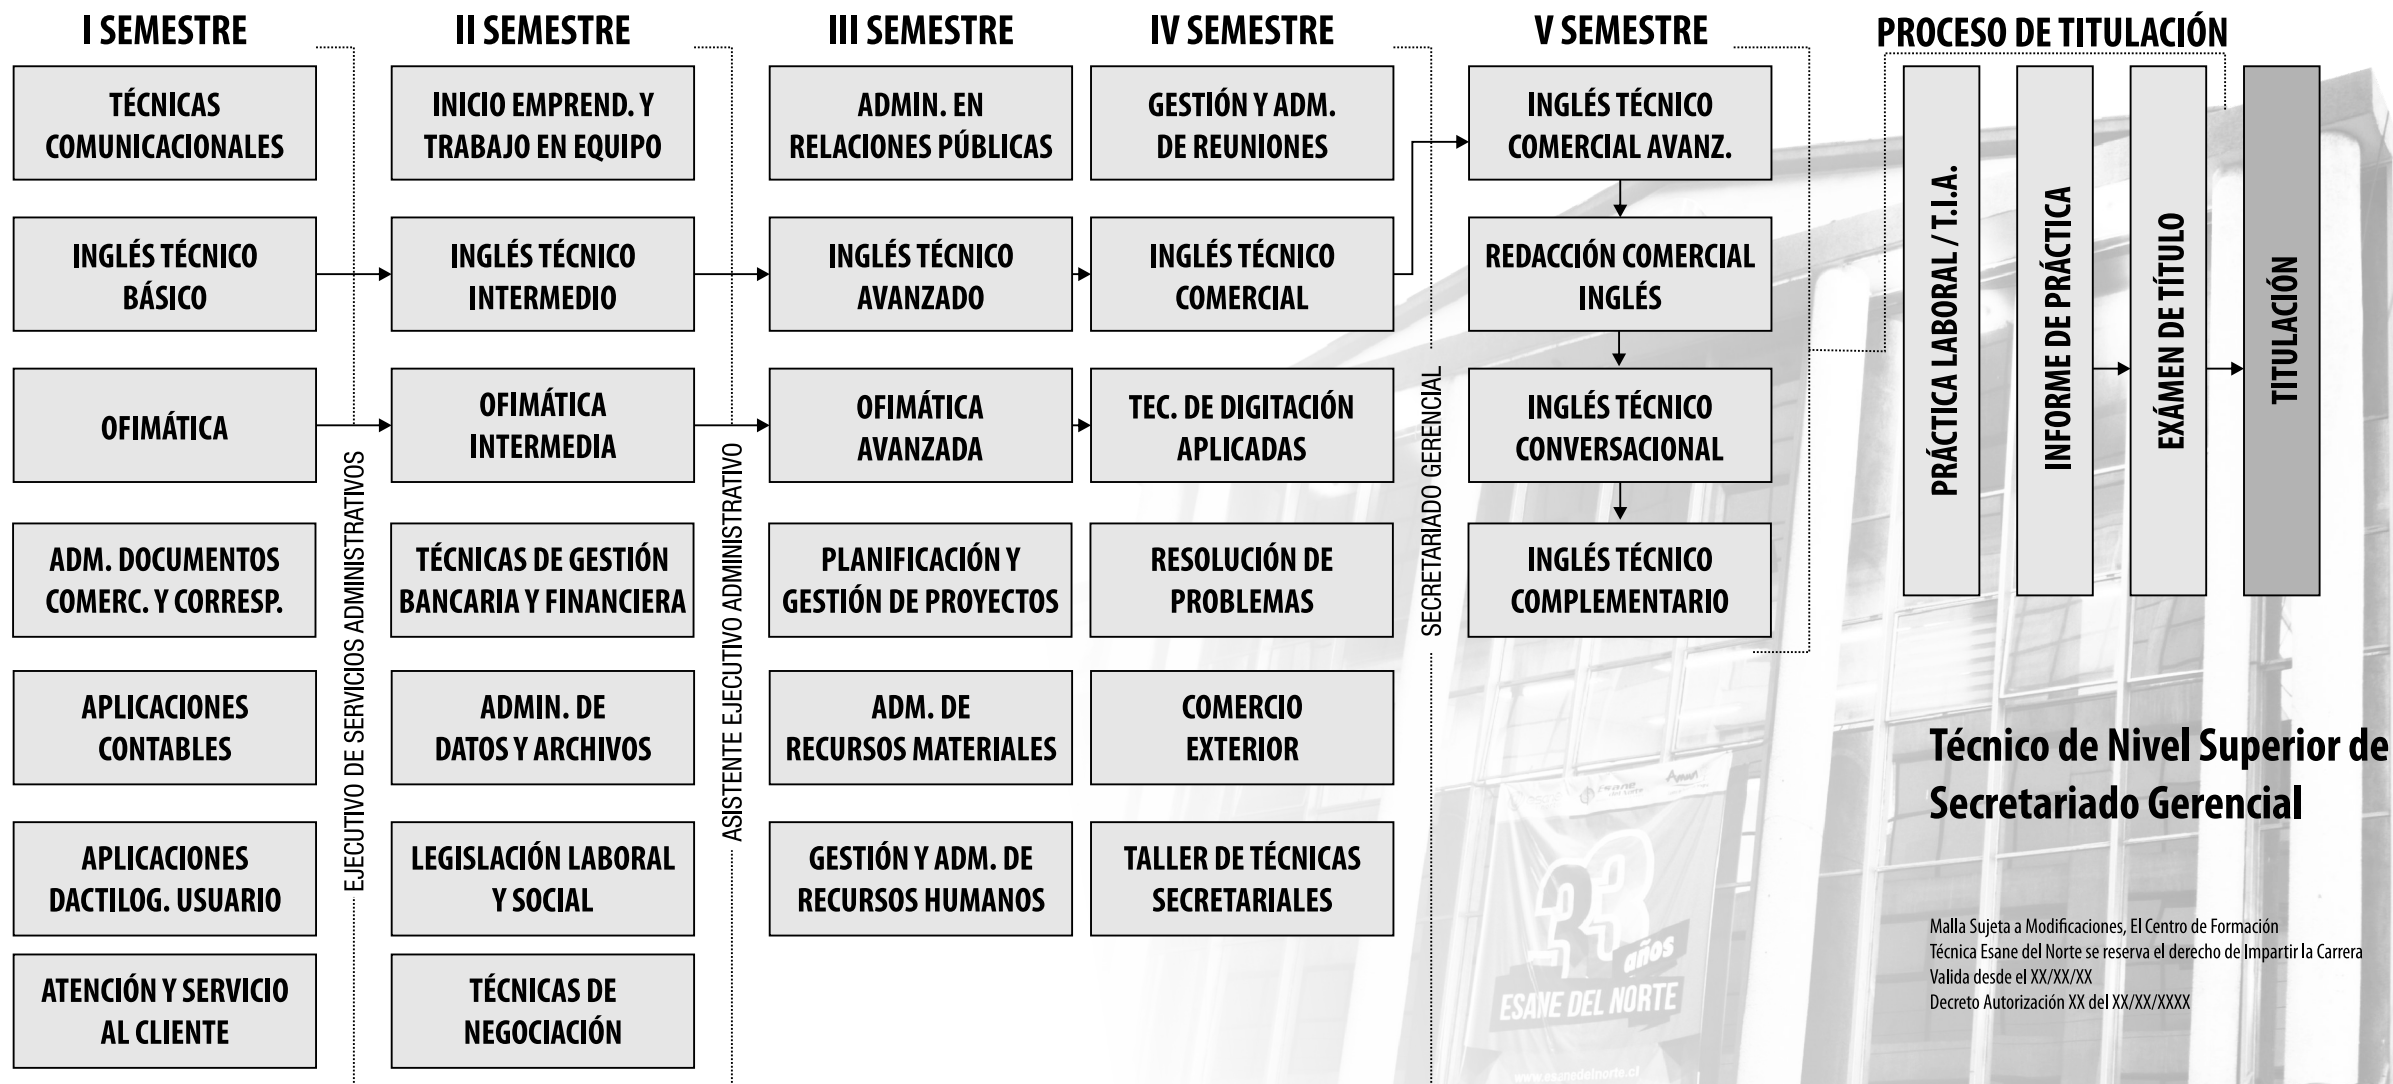 I SEMESTRE
TÉCNICAS
COMUNICACIONALES
INGLÉS TÉCNICO
BÁSICO
OFIMÁTICA
ADM. DOCUMENTOS
COMERC. Y CORRESP.
APLICACIONES
CONTABLES
APLICACIONES
DACTILOG. USUARIO
ATENCIÓN Y SERVICIO
AL CLIENTE
EJECUTIVO DE SERVICIOS ADMINISTRATIVOS
II SEMESTRE
INICIO EMPREND. Y
TRABAJO EN EQUIPO
INGLÉS TÉCNICO
INTERMEDIO
OFIMÁTICA
INTERMEDIA
TÉCNICAS DE GESTIÓN
BANCARIA Y FINANCIERA
ADMIN. DE
DATOS Y ARCHIVOS
LEGISLACIÓN LABORAL
Y SOCIAL
TÉCNICAS DE
NEGOCIACIÓN
ASISTENTE EJECUTIVO ADMINISTRATIVO
III SEMESTRE
ADMIN. EN
RELACIONES PÚBLICAS
INGLÉS TÉCNICO
AVANZADO
OFIMÁTICA
AVANZADA
PLANIFICACIÓN Y
GESTIÓN DE PROYECTOS
ADM. DE
RECURSOS MATERIALES
GESTIÓN Y ADM. DE
RECURSOS HUMANOS
IV SEMESTRE
GESTIÓN Y ADM.
DE REUNIONES
INGLÉS TÉCNICO
COMERCIAL
TEC. DE DIGITACIÓN
APLICADAS
RESOLUCIÓN DE
PROBLEMAS
COMERCIO
EXTERIOR
TALLER DE TÉCNICAS
SECRETARIALES
SECRETARIADO GERENCIAL
V SEMESTRE
INGLÉS TÉCNICO
COMERCIAL AVANZ.
REDACCIÓN COMERCIAL
INGLÉS
INGLÉS TÉCNICO
CONVERSACIONAL
INGLÉS TÉCNICO
COMPLEMENTARIO
PROCESO DE TITULACIÓN
PRÁCTICA LABORAL / T.I.A.
INFORME DE PRÁCTICA
EXÁMEN DE TÍTULO
TITULACIÓN
Técnico de Nivel Superior de
Secretariado Gerencial
Malla Sujeta a Modificaciones, El Centro de Formación
Técnica Esane del Norte se reserva el derecho de Impartir la Carrera
Valida desde el XX/XX/XX
Decreto Autorización XX del XX/XX/XXXX
33
años
ESANE DEL NORTE
www.esanedelnorte.cl